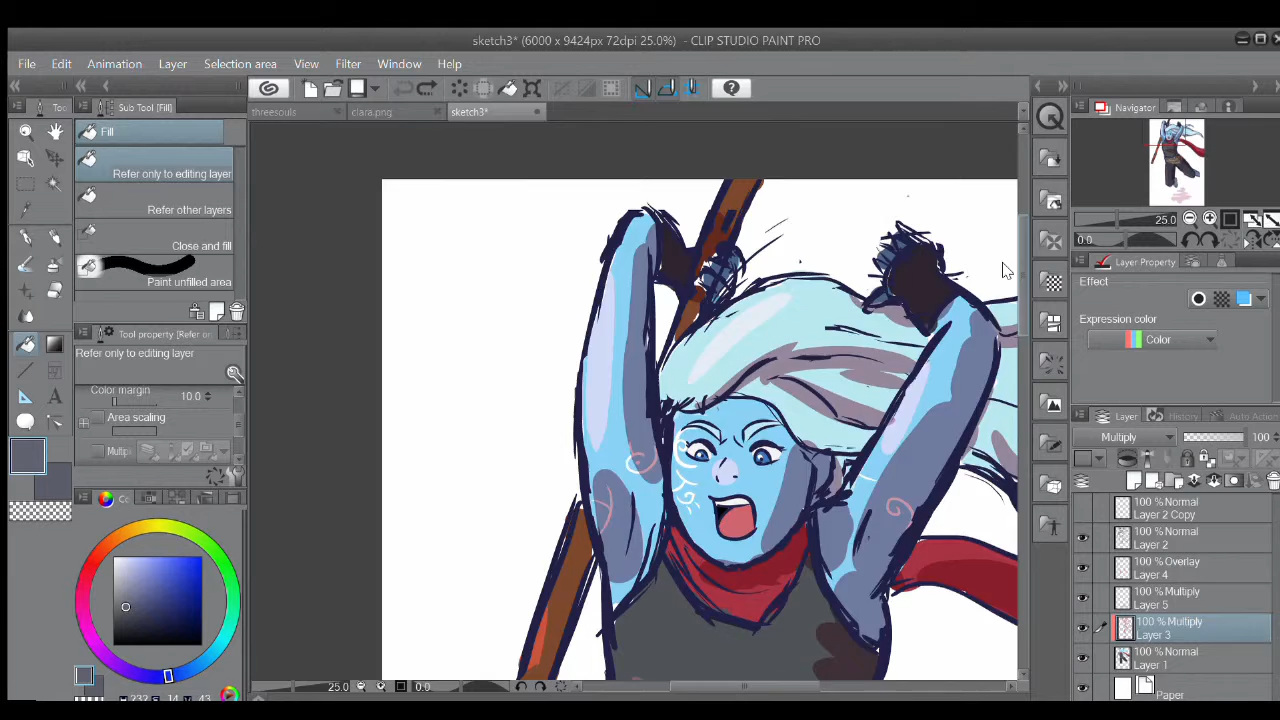 sketch3* (6000 x 9424px 72dpi 25.0%) - CLIP STUDIO PAINT PRO
File Edit Animation Layer Selection area View Filter Window Help
Sub Tool [Fill]
threesouls clara.png sketch3*
Navigator
Fill
Refer only to editing layer
Refer other layers
Close and fill
Paint unfilled area
25.0
0.0
Layer Property
Effect
Expression color
Color
Tool property [Refer or
Refer only to editing layer
Color margin 10.0
Area scaling
Multipl
Layer History Auto Action
Multiply 100
100 % Normal
Layer 2 Copy
100 % Normal
Layer 2
100 % Overlay
Layer 4
100 % Multiply
Layer 5
100 % Multiply
Layer 3
100 % Normal
Layer 1
Paper
25.0 0.0
232 14 43